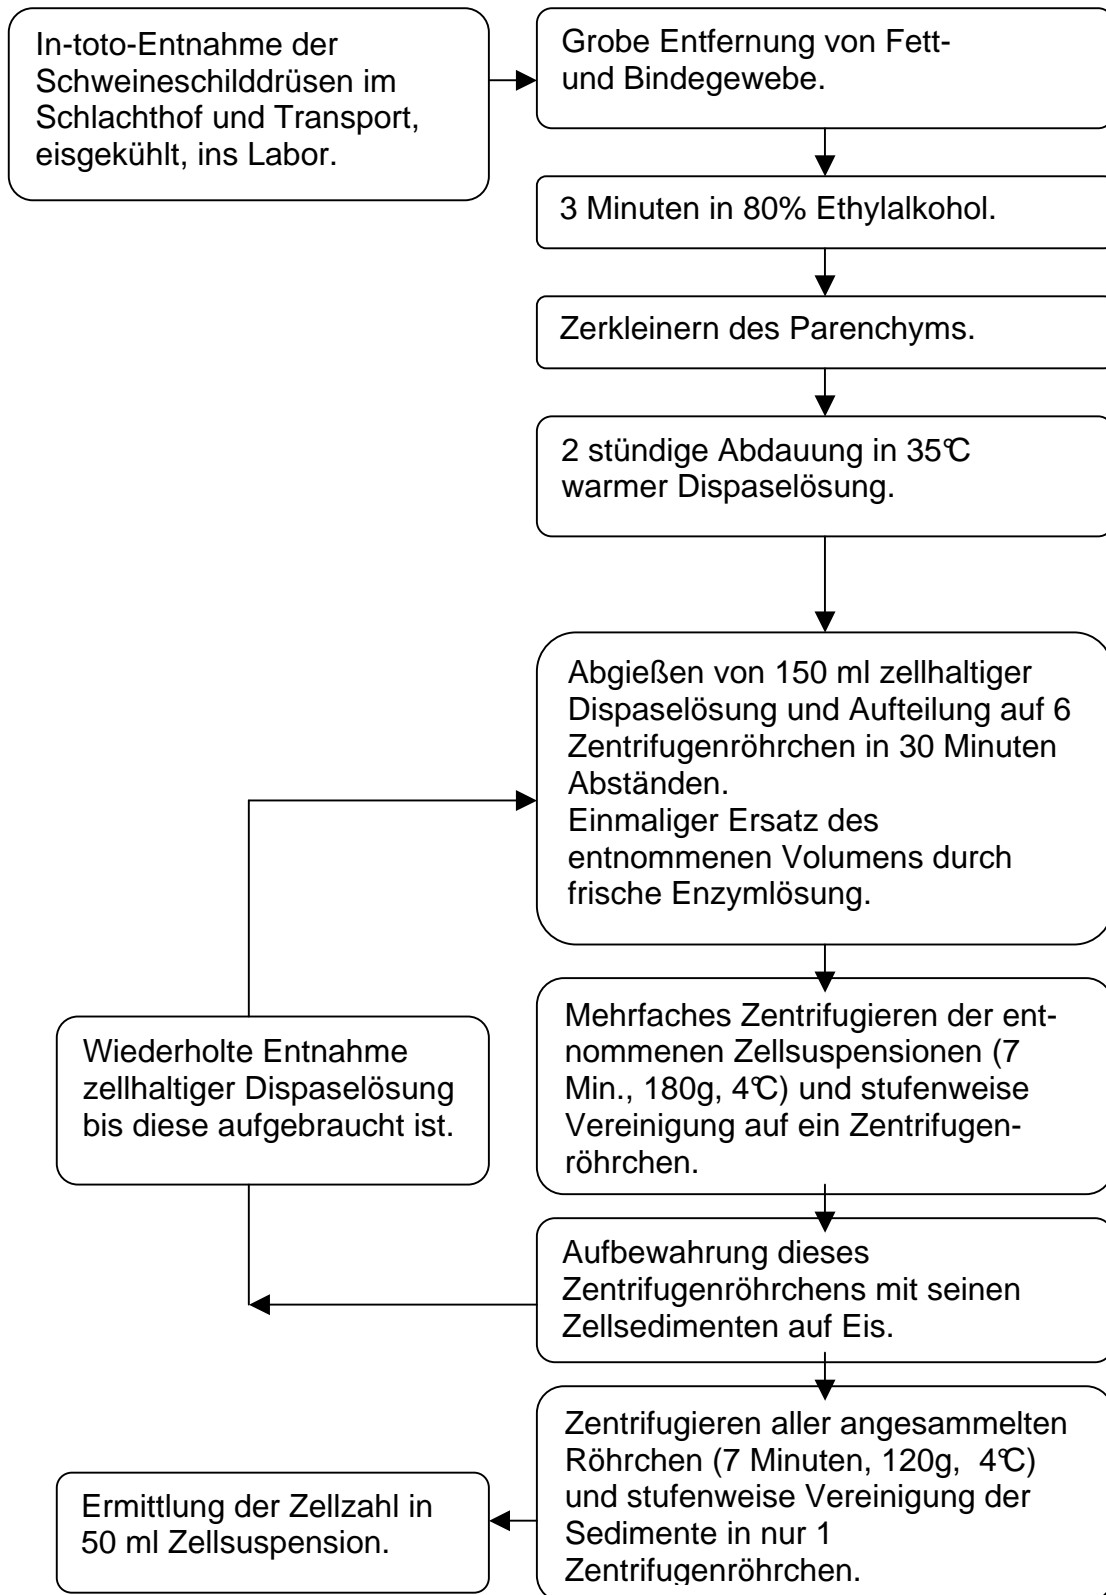 In-toto-Entnahme der
Schweineschilddrüsen im
Schlachthof und Transport,
eisgekühlt, ins Labor.
Grobe Entfernung von Fett-
und Bindegewebe.
3 Minuten in 80% Ethylalkohol.
Zerkleinern des Parenchyms.
2 stündige Abdauung in 35°C
warmer Dispaselösung.
Abgießen von 150 ml zellhaltiger
Dispaselösung und Aufteilung auf 6
Zentrifugenröhrchen in 30 Minuten
Abständen.
Einmaliger Ersatz des
entnommenen Volumens durch
frische Enzymlösung.
Mehrfaches Zentrifugieren der ent-
nommenen Zellsuspensionen (7
Min., 180g, 4°C) und stufenweise
Vereinigung auf ein Zentrifugen-
röhrchen.
Wiederholte Entnahme
zellhaltiger Dispaselösung
bis diese aufgebraucht ist.
Aufbewahrung dieses
Zentrifugenröhrchens mit seinen
Zellsedimenten auf Eis.
Zentrifugieren aller angesammelten
Röhrchen (7 Minuten, 120g,  4°C)
und stufenweise Vereinigung der
Sedimente in nur 1
Zentrifugenröhrchen.
Ermittlung der Zellzahl in
50 ml Zellsuspension.